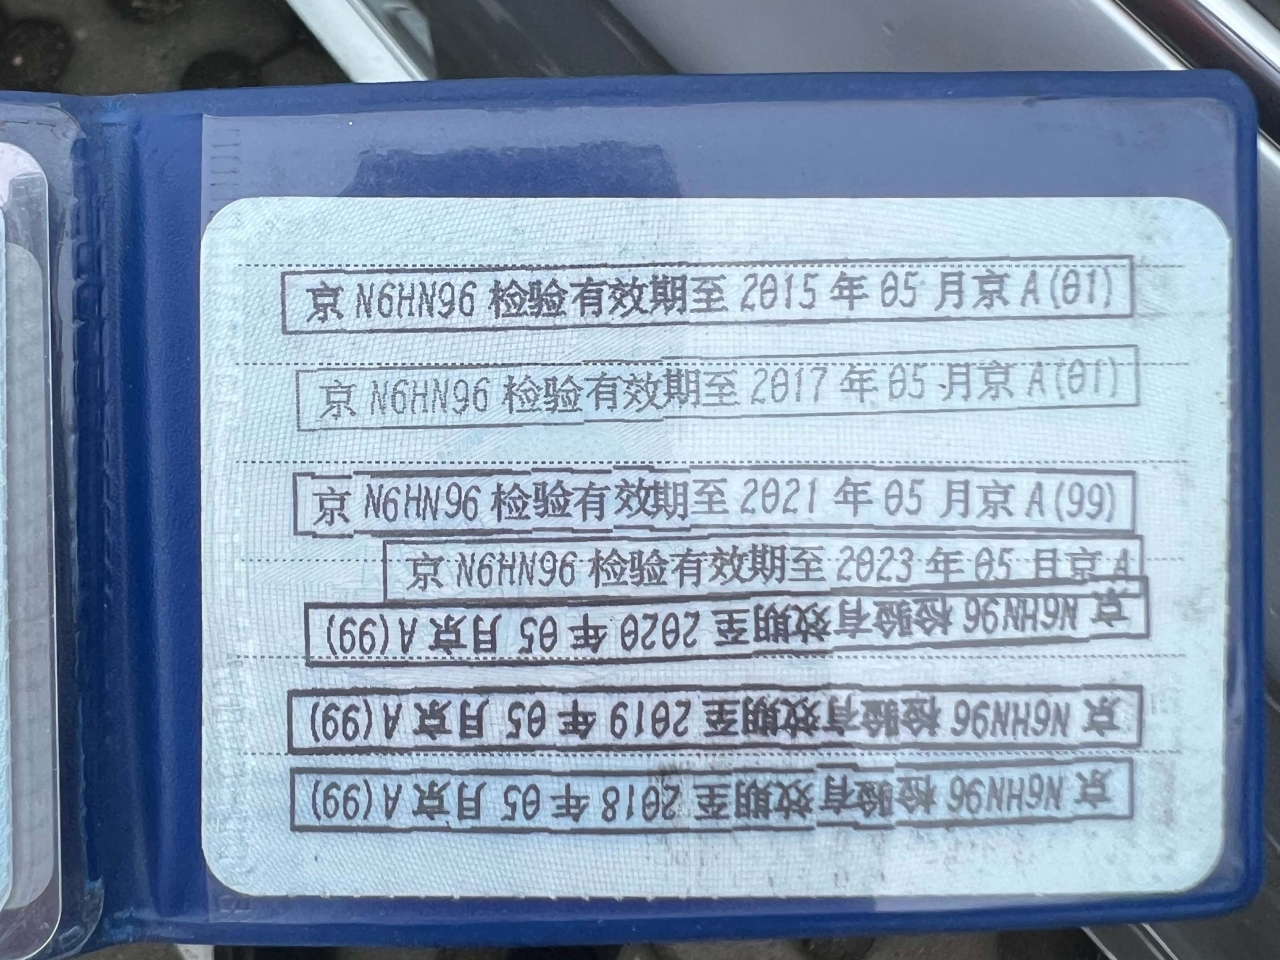 京 N6HN96 检验有效期至 2015 年 05 月京 A(01)
京 N6HN96 检验有效期至 2017 年 05 月京 A(01)
京 N6HN96 检验有效期至 2021 年 05 月京 A(99)
京 N6HN96 检验有效期至 2023 年 05 月京 A
京 N6HN96 检验有效期至 2020 年 05 月京 A(99)
京 N6HN96 检验有效期至 2019 年 05 月京 A(99)
京 N6HN96 检验有效期至 2018 年 05 月京 A(99)